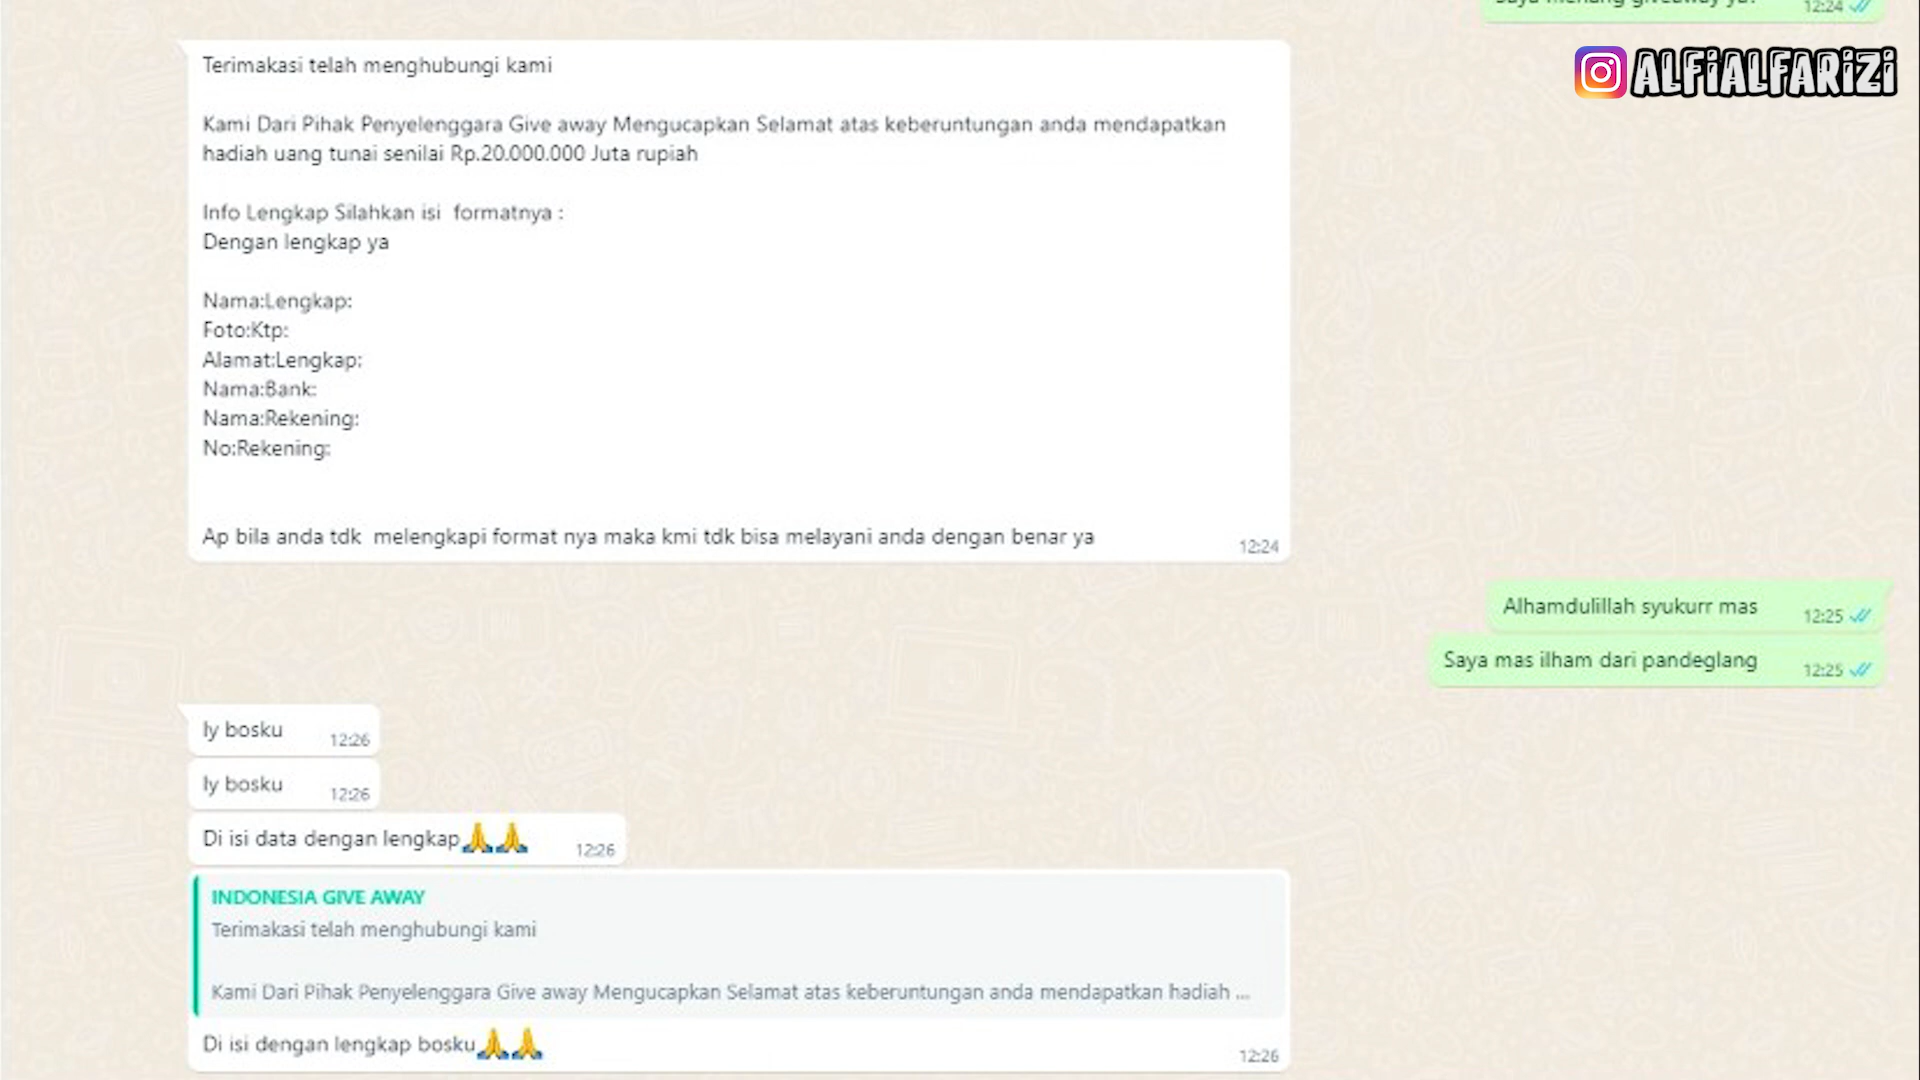 Saya menang giveaway ya?
12:24
ALFIALFARIZI
Terimakasi telah menghubungi kami
Kami Dari Pihak Penyelenggara Give away Mengucapkan Selamat atas keberuntungan anda mendapatkan
hadiah uang tunai senilai Rp.20.000.000 Juta rupiah
Info Lengkap Silahkan isi  formatnya :
Dengan lengkap ya
Nama:Lengkap:
Foto:Ktp:
Alamat:Lengkap:
Nama:Bank:
Nama:Rekening:
No:Rekening:
Ap bila anda tdk  melengkapi format nya maka kmi tdk bisa melayani anda dengan benar ya
12:24
Alhamdulillah syukurr mas 12:25
Saya mas ilham dari pandeglang 12:25
Iy bosku 12:26
Iy bosku 12:26
Di isi data dengan lengkap🙏🙏 12:26
INDONESIA GIVE AWAY
Terimakasi telah menghubungi kami
Kami Dari Pihak Penyelenggara Give away Mengucapkan Selamat atas keberuntungan anda mendapatkan hadiah ...
Di isi dengan lengkap bosku🙏🙏 12:26